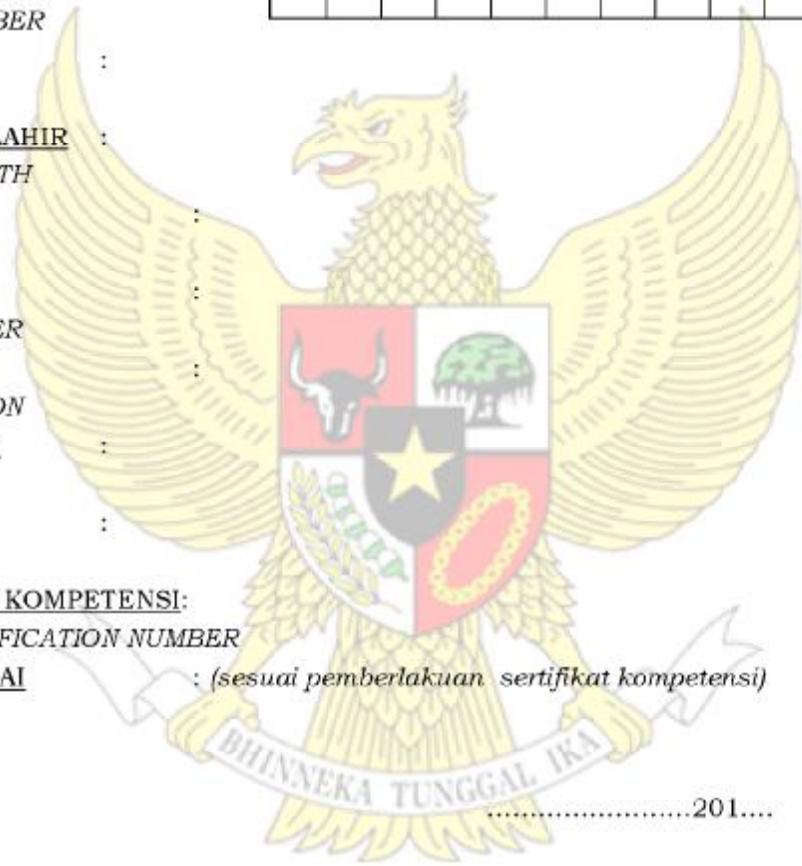 BER
:
AHIR :
TH
:
:
ER
:
ON
:
:
KOMPETENSI:
FICATION NUMBER
AI : (sesuai pemberlakuan sertifikat kompetensi)
BHINNEKA TUNGGAL IKA
........................201....